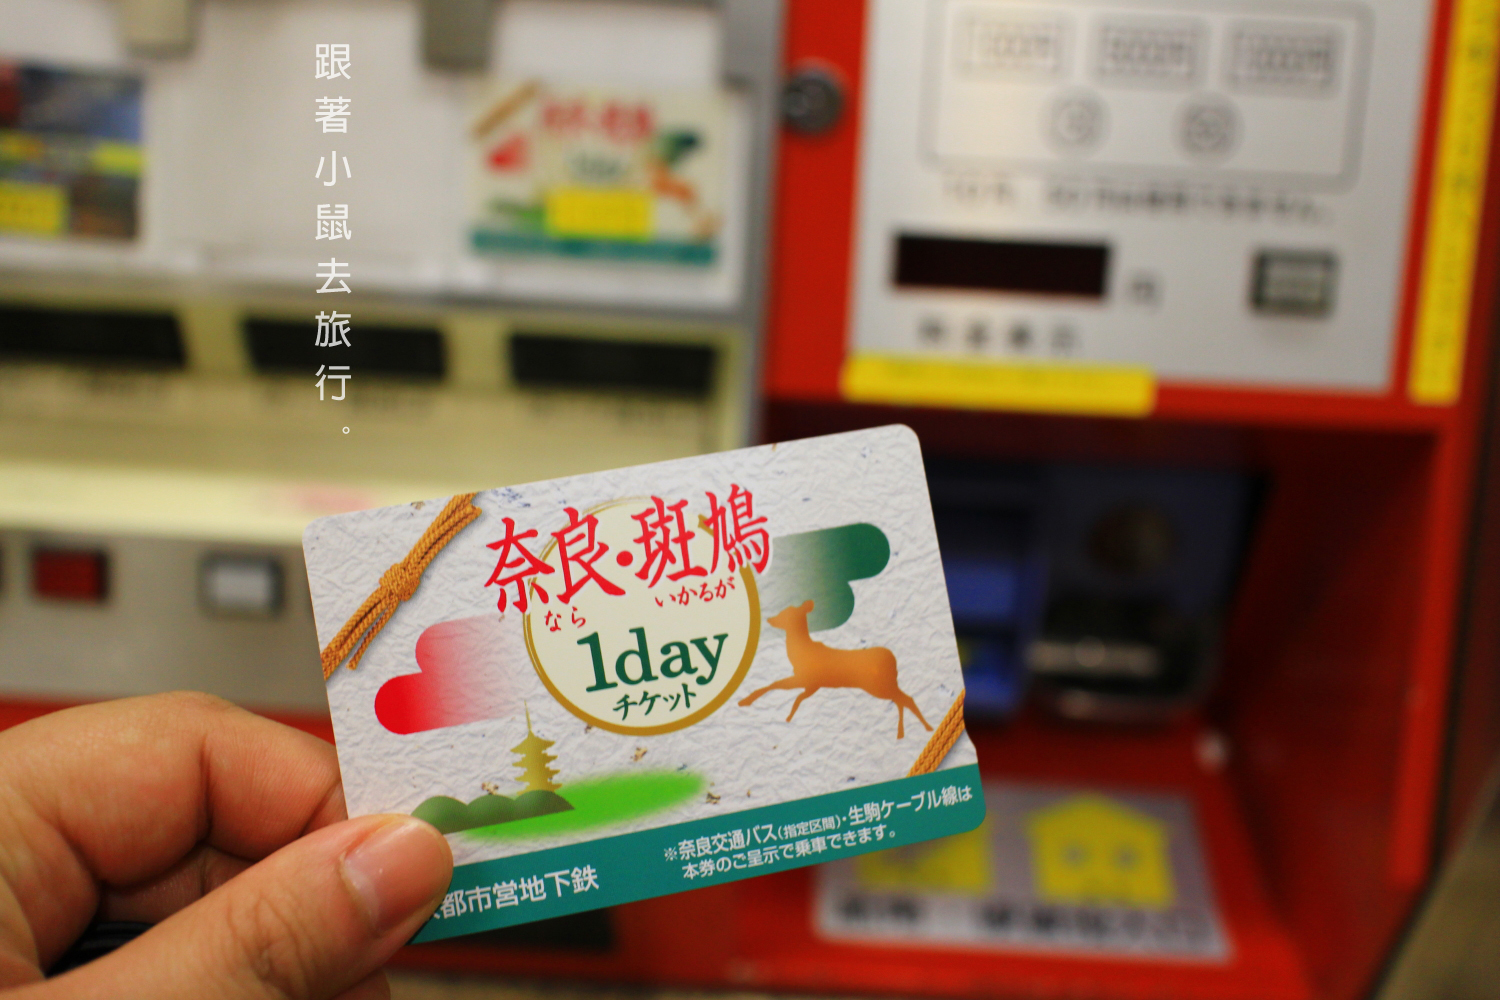 跟著小鼠去旅行。
奈良・斑鳩
なら いかるが
1day
チケット
都市営地下鉄
※奈良交通バス(指定区間)・生駒ケーブル線は
本券のご呈示で乗車できます。